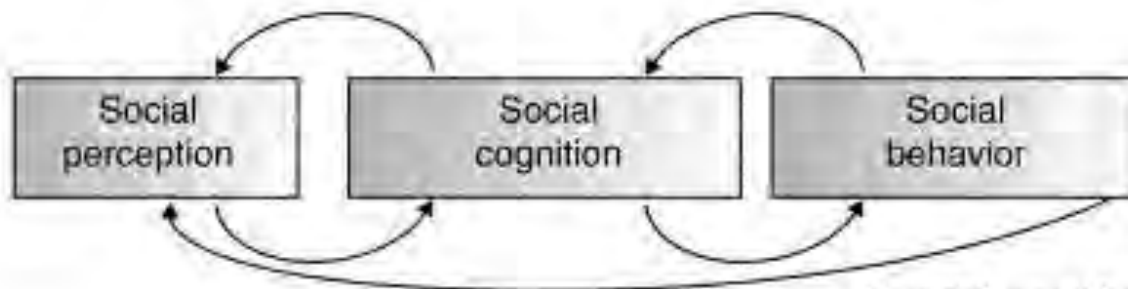 Social
perception
Social
cognition
Social
behavior